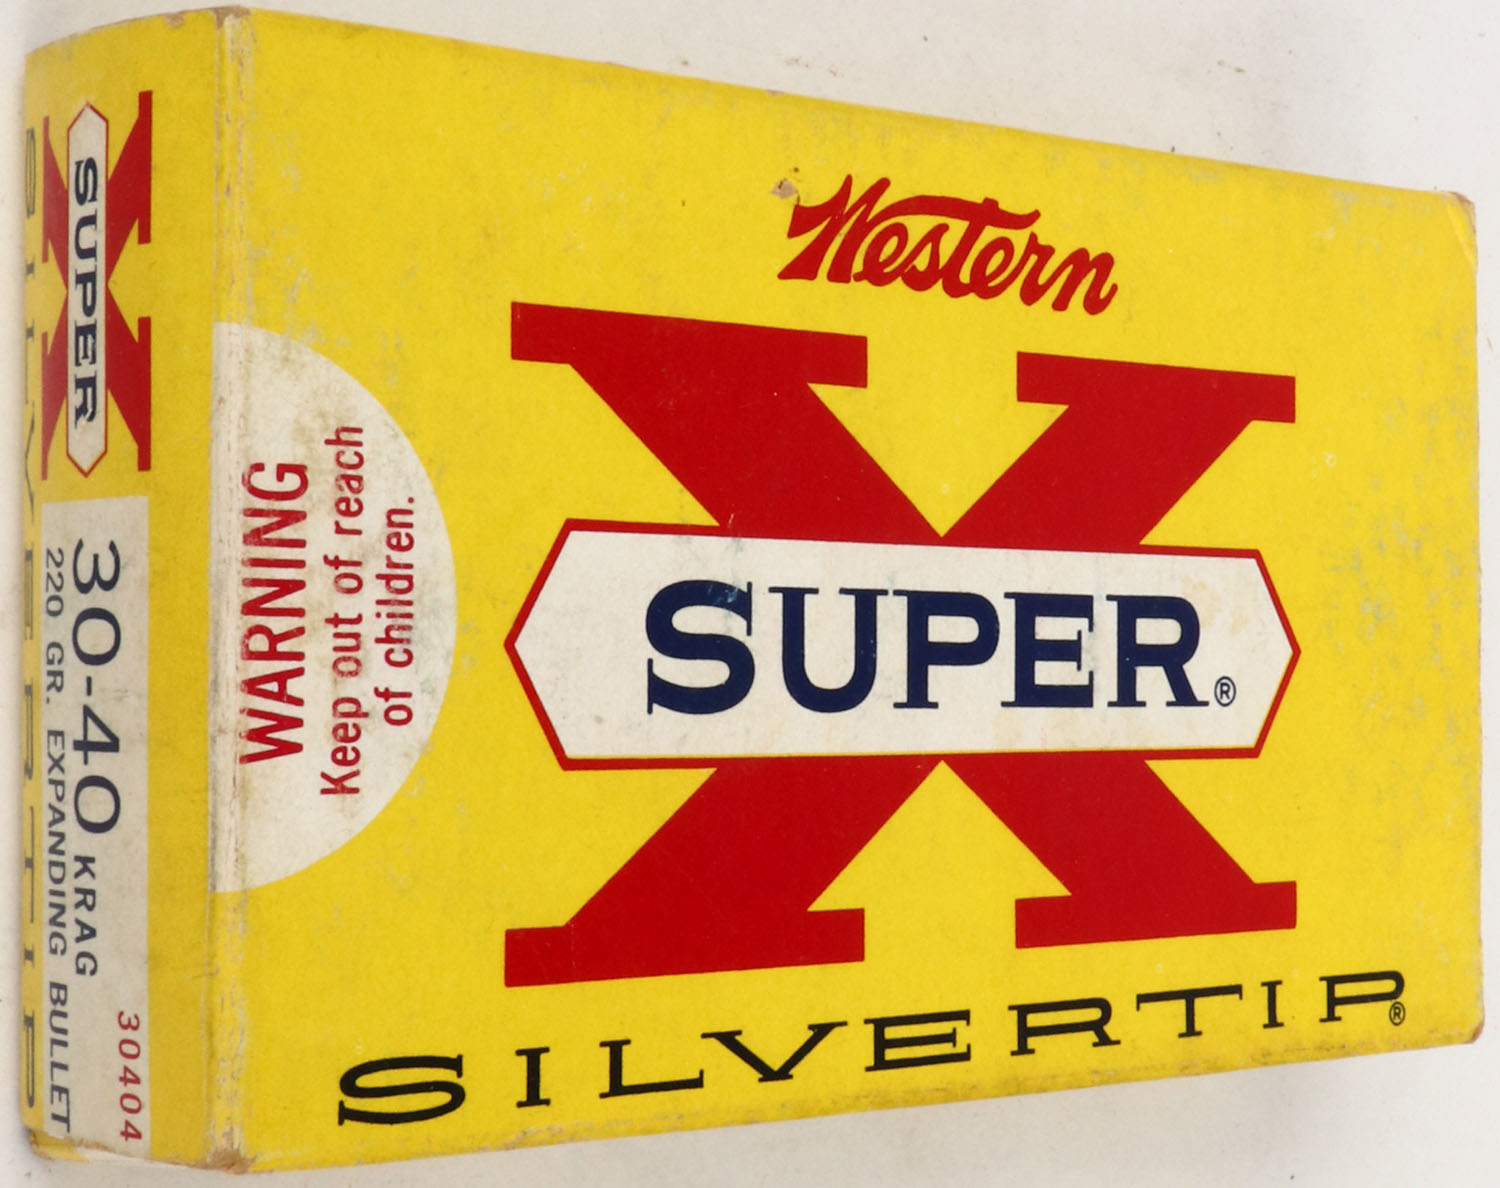 Western
X
SUPER®
SILVERTIP®
WARNING
Keep out of reach
of children.
X
SUPER
30-40 KRAG
220 GR. EXPANDING BULLET
30404
SILVERTIP